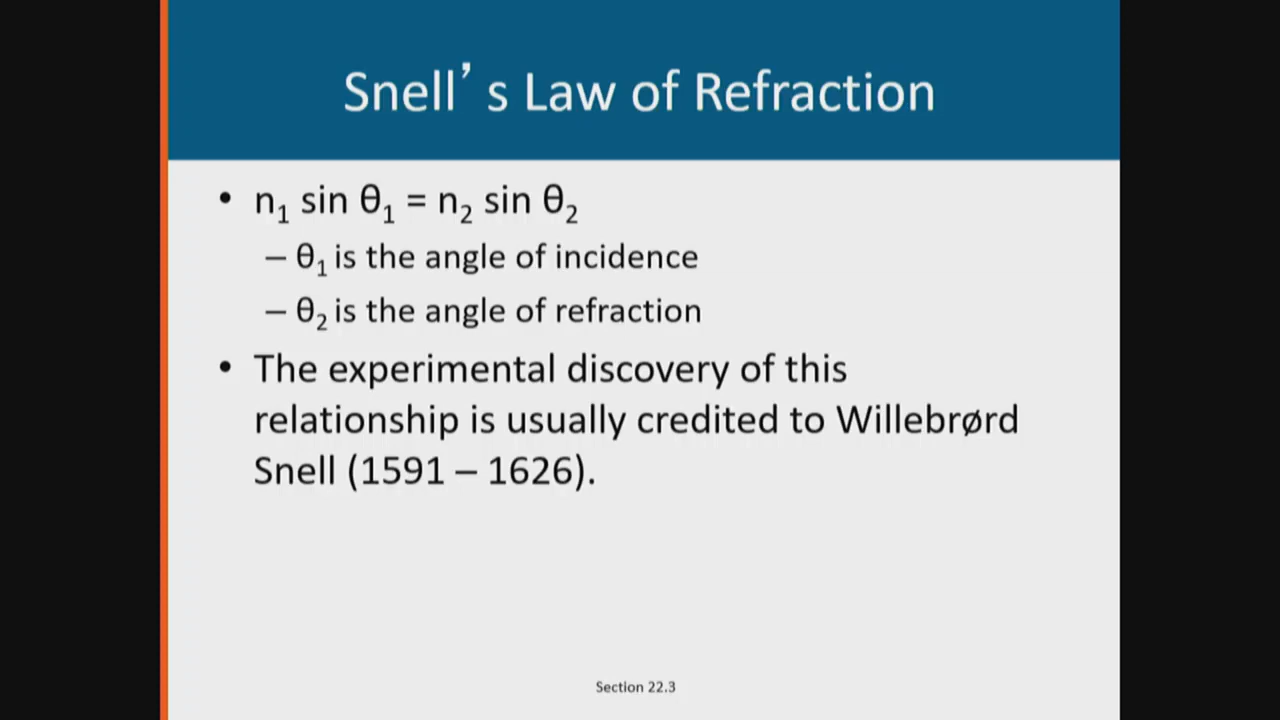 Snell’s Law of Refraction
• n₁ sin θ₁ = n₂ sin θ₂
– θ₁ is the angle of incidence
– θ₂ is the angle of refraction
• The experimental discovery of this
relationship is usually credited to Willebrørd
Snell (1591 – 1626).
Section 22.3